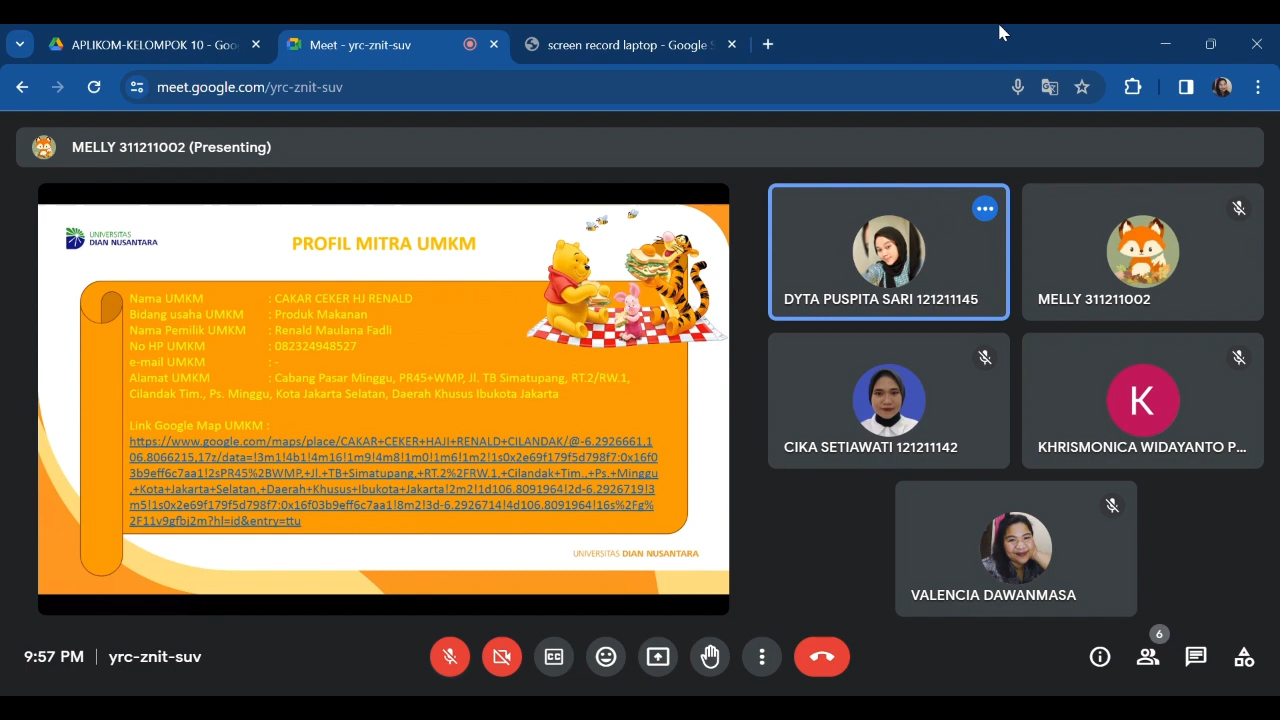 APLIKOM-KELOMPOK 10 - Goo
Meet - yrc-znit-suv
screen record laptop - Google S
meet.google.com/yrc-znit-suv
MELLY 311211002 (Presenting)
UNIVERSITAS
DIAN NUSANTARA
PROFIL MITRA UMKM
Nama UMKM : CAKAR CEKER HJ RENALD
Bidang usaha UMKM : Produk Makanan
Nama Pemilik UMKM : Renald Maulana Fadli
No HP UMKM : 082324948527
e-mail UMKM : -
Alamat UMKM : Cabang Pasar Minggu, PR45+WMP, Jl. TB Simatupang, RT.2/RW.1,
Cilandak Tim., Ps. Minggu, Kota Jakarta Selatan, Daerah Khusus Ibukota Jakarta
Link Google Map UMKM :
https://www.google.com/maps/place/CAKAR+CEKER+HAJI+RENALD+CILANDAK/@-6.2926661,1
06.8066215,17z/data=!3m1!4b1!4m16!1m9!4m8!1m0!1m6!1m2!1s0x2e69f179f5d798f7:0x16f0
3b9eff6c7aa1!2sPR45%2BWMP,+Jl.+TB+Simatupang,+RT.2%2FRW.1,+Cilandak+Tim.,+Ps.+Minggu
,+Kota+Jakarta+Selatan,+Daerah+Khusus+Ibukota+Jakarta!2m2!1d106.8091964!2d-6.2926719!3
m5!1s0x2e69f179f5d798f7:0x16f03b9eff6c7aa1!8m2!3d-6.2926714!4d106.8091964!16s%2Fg%
2F11v9gfbj2m?hl=id&entry=ttu
UNIVERSITAS DIAN NUSANTARA
DYTA PUSPITA SARI 121211145
MELLY 311211002
CIKA SETIAWATI 121211142
K
KHRISMONICA WIDAYANTO P...
VALENCIA DAWANMASA
9:57 PM | yrc-znit-suv
CC
6